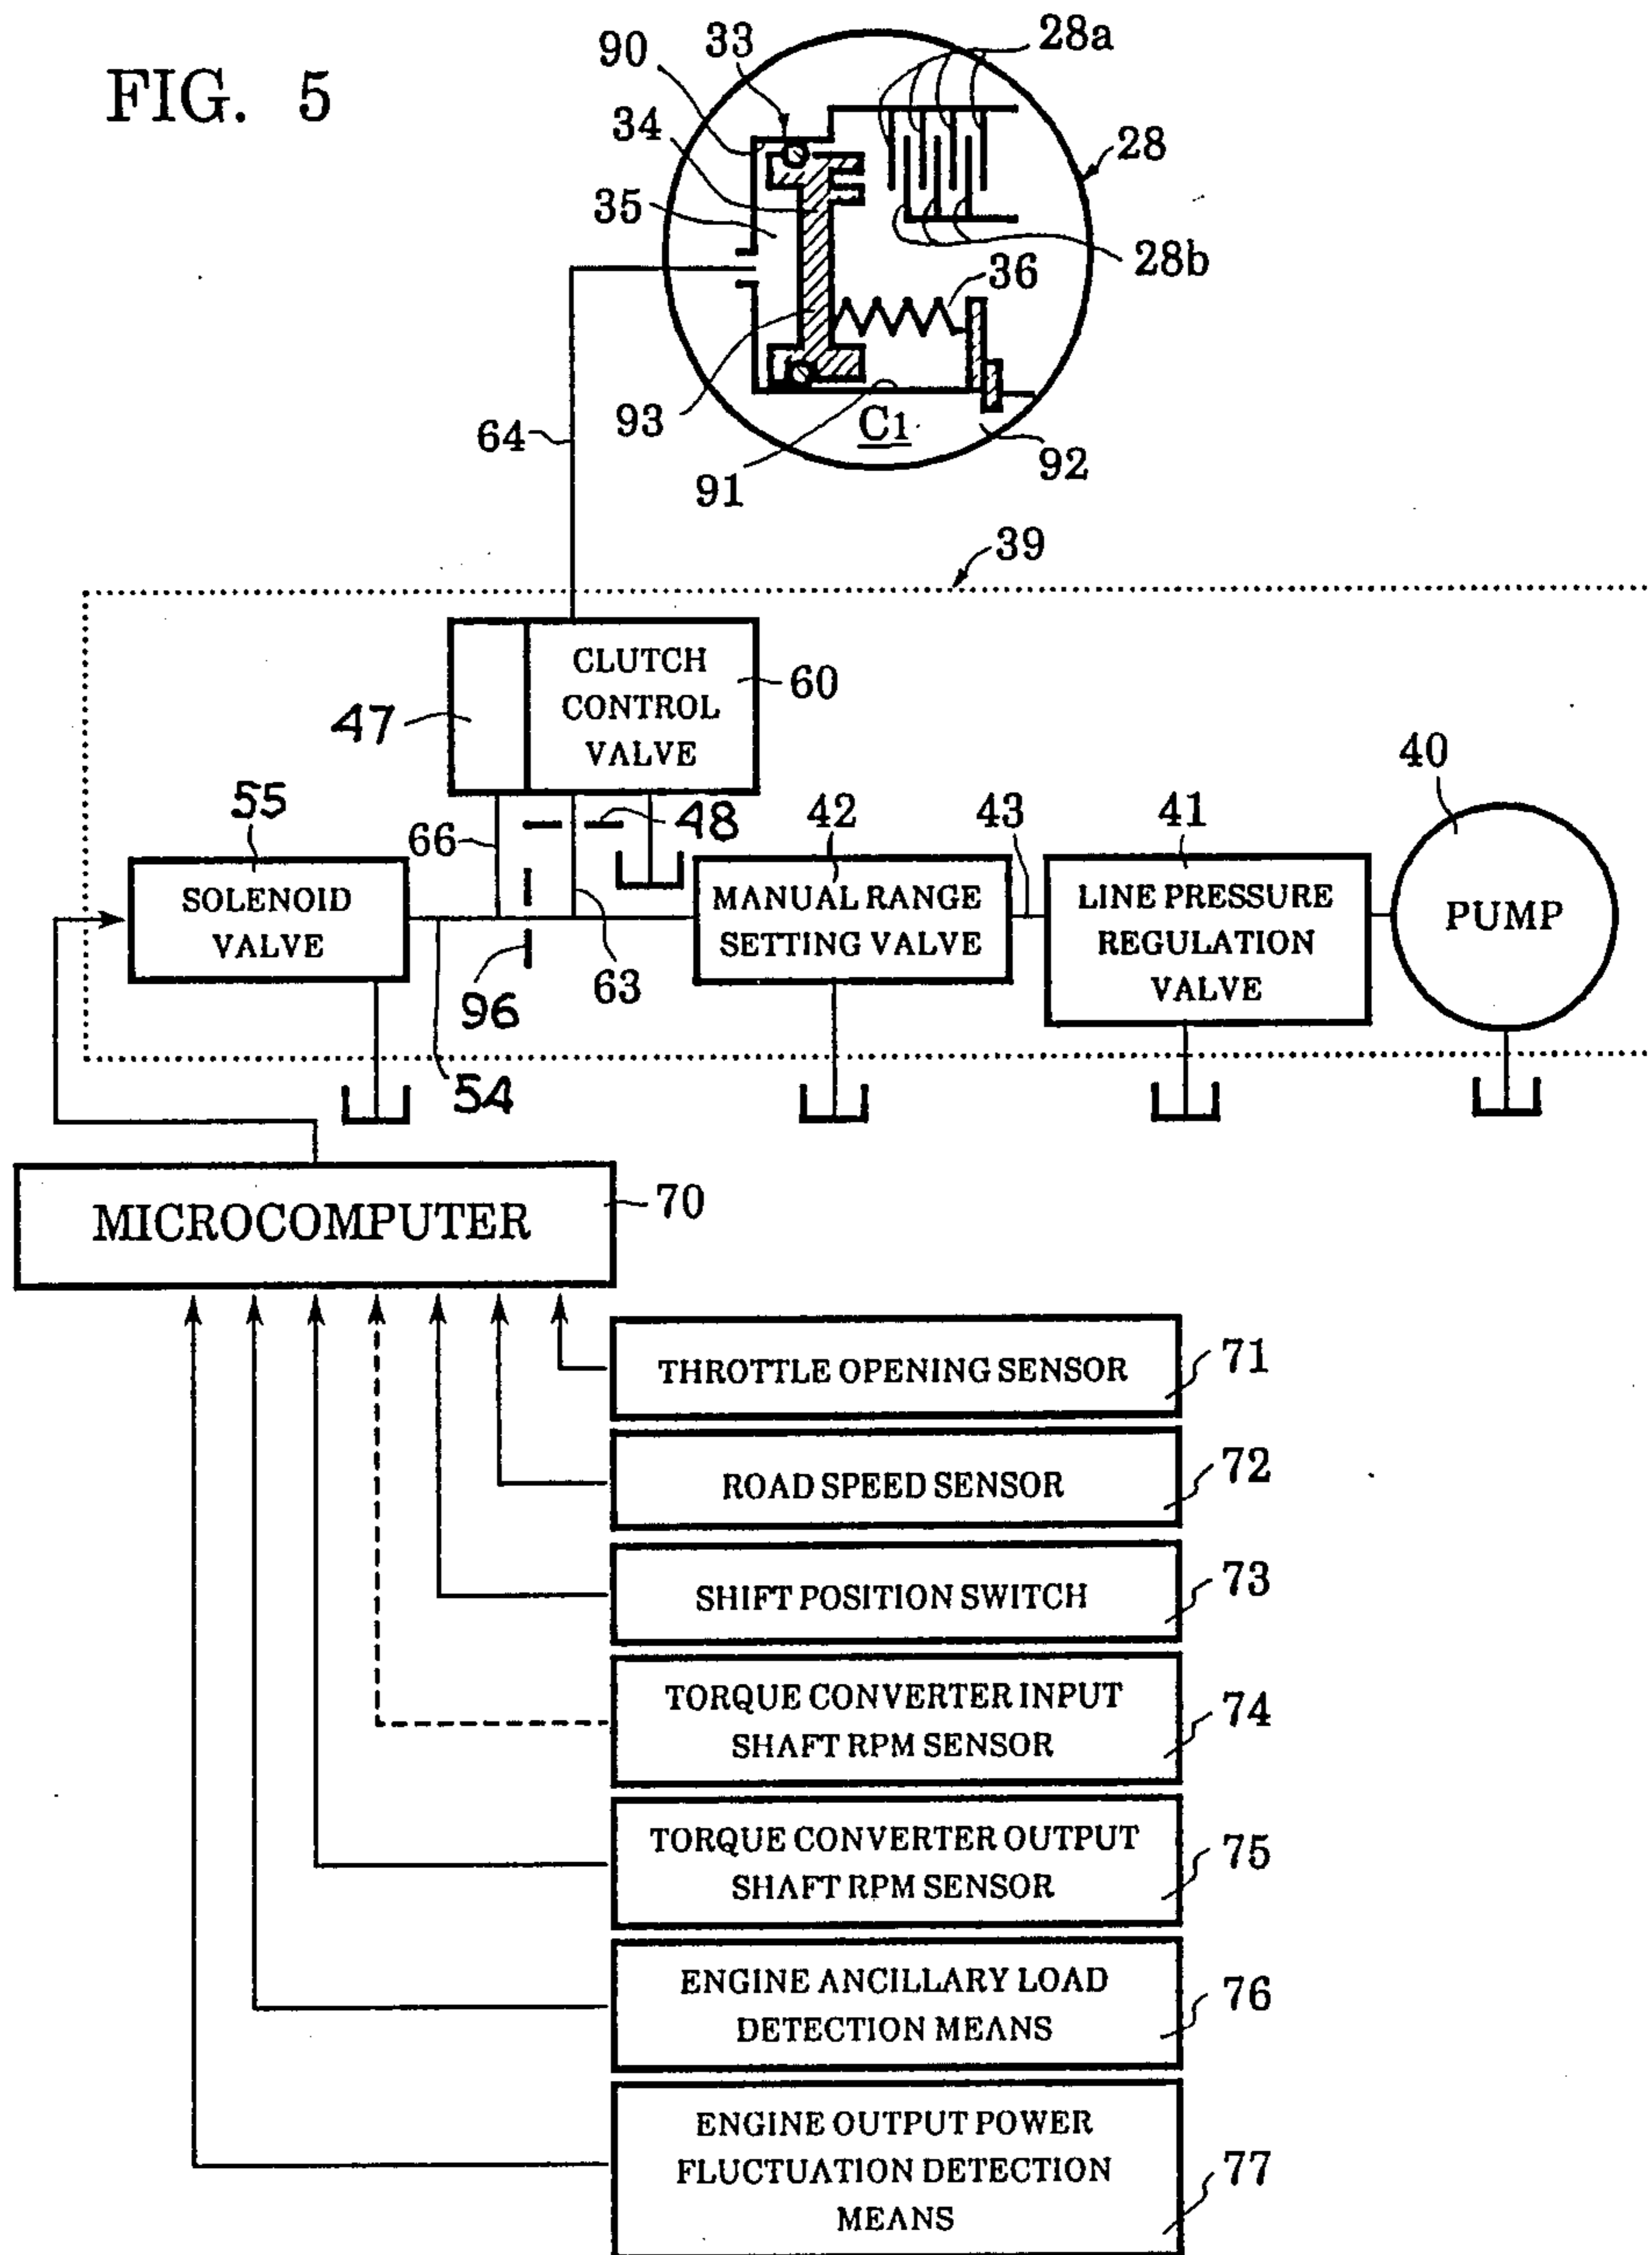 FIG. 5
90
33
28a
34
28
35
36
28b
64
93
C1
91
92
39
CLUTCH
CONTROL
VALVE
60
47
40
55
66
48
42
43
41
SOLENOID
VALVE
MANUAL RANGE
SETTING VALVE
LINE PRESSURE
REGULATION
VALVE
PUMP
96
63
54
MICROCOMPUTER
70
THROTTLE OPENING SENSOR
71
ROAD SPEED SENSOR
72
SHIFT POSITION SWITCH
73
TORQUE CONVERTER INPUT
SHAFT RPM SENSOR
74
TORQUE CONVERTER OUTPUT
SHAFT RPM SENSOR
75
ENGINE ANCILLARY LOAD
DETECTION MEANS
76
ENGINE OUTPUT POWER
FLUCTUATION DETECTION
MEANS
77